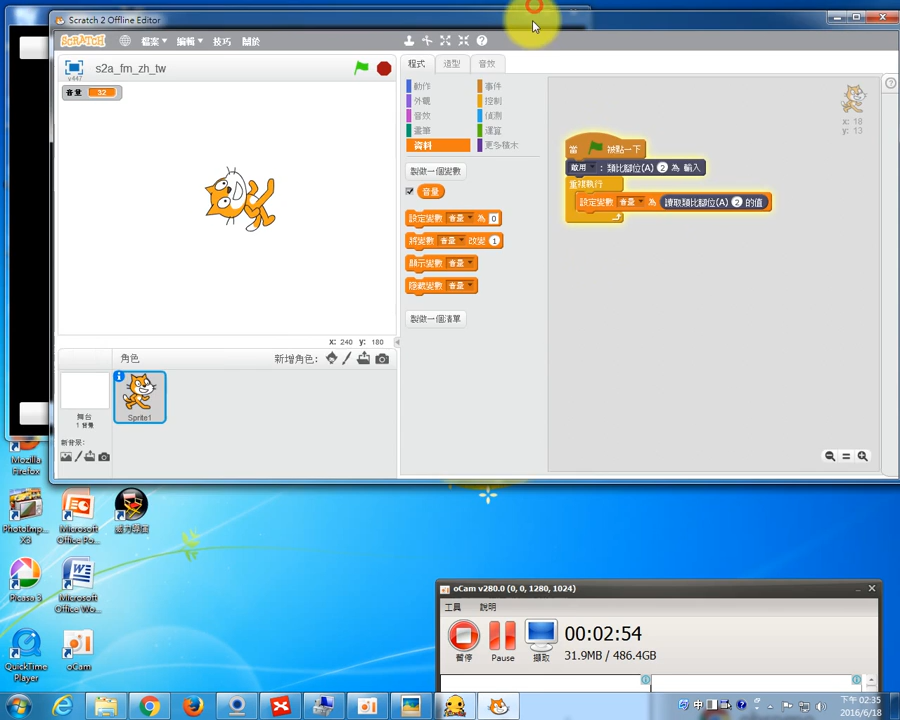 Scratch 2 Offline Editor
SCRATCH 檔案 編輯 技巧 關於
v447
s2a_fm_zh_tw
音量 32
程式 造型 音效
動作 事件
外觀 控制
音效 偵測
畫筆 運算
資料 更多積木
製做一個變數
音量
設定變數 音量 為 0
將變數 音量 改變 1
顯示變數 音量
隱藏變數 音量
製做一個清單
x: 18
y: 13
當 被點一下
啟用 : 類比腳位(A) 2 為 輸入
重複執行
設定變數 音量 為 讀取類比腳位(A) 2 的值
x: 240 y: 180
角色
新增角色:
舞台
1 背景
Sprite1
新背景:
Mozilla
Firefox
PhotoImp...
X3
Microsoft
Office Po...
威力導演
Picasa 3
Microsoft
Office Wo...
QuickTime
Player
oCam
oCam v280.0 (0, 0, 1280, 1024)
工具 說明
暫停 Pause 擷取
00:02:54
31.9MB / 486.4GB
中
下午 02:35
2016/6/18